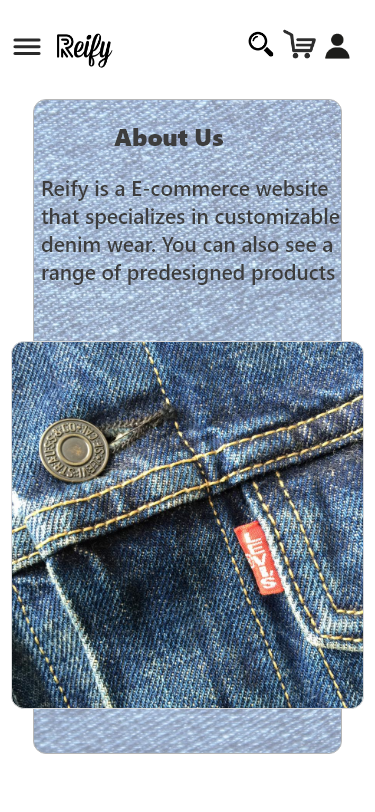 Reify
About Us
Reify is a E-commerce website
that specializes in customizable
denim wear. You can also see a
range of predesigned products
LEVI'S